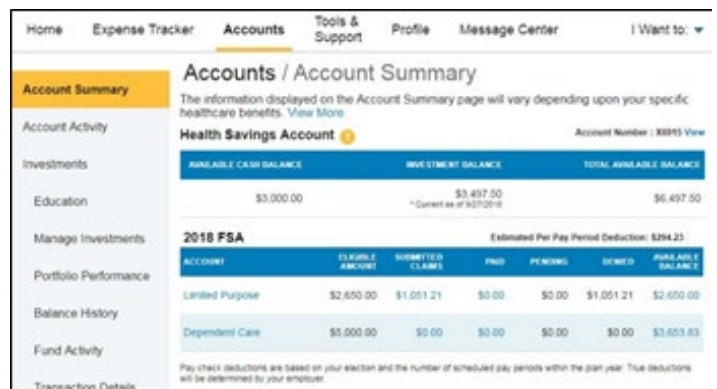 Home Expense Tracker Accounts Tools & Support Profile Message Center I Want to:
Accounts / Account Summary
Account Summary
Account Activity
Investments
Education
Manage Investments
Portfolio Performance
Balance History
Fund Activity
Transaction Details
The information displayed on the Account Summary page will vary depending upon your specific
healthcare benefits. View More
Health Savings Account Account Number : View
AVAILABLE CASH BALANCE INVESTMENT BALANCE TOTAL AVAILABLE BALANCE
$3,000.00 $3,497.50 $6,497.50
* Current as of 9/27/2018
2018 FSA Estimated Per Pay Period Deduction: $294.23
ACCOUNT ELIGIBLE AMOUNT SUBMITTED CLAIMS PAID PENDING DENIED AVAILABLE BALANCE
Limited Purpose $2,650.00 $1,051.21 $0.00 $0.00 $1,051.21 $2,650.00
Dependent Care $5,000.00 $0.00 $0.00 $0.00 $0.00 $3,653.83
Pay check deductions are based on your election and the number of scheduled pay periods within the plan year. True deductions
will be determined by your employer.